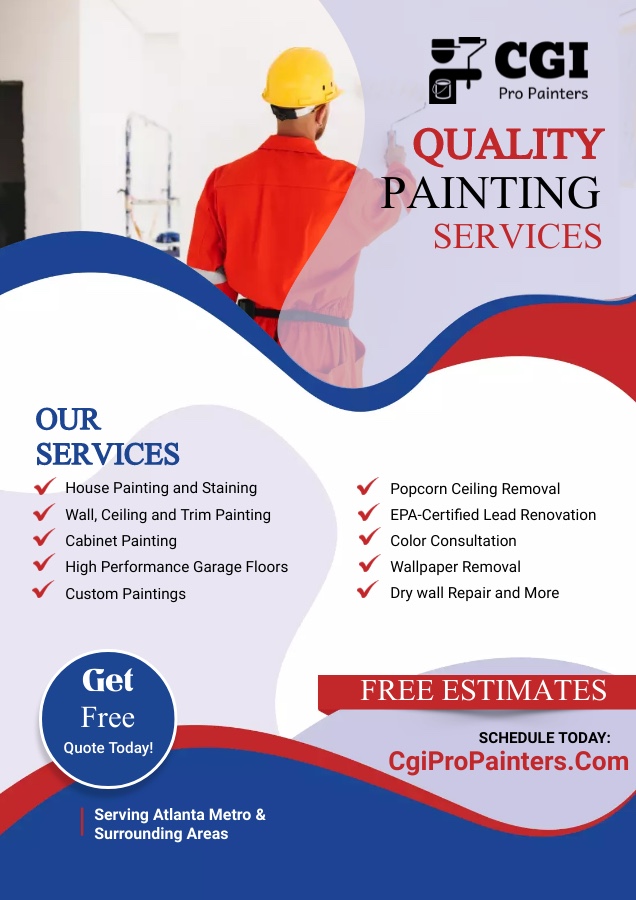 CGI
Pro Painters
QUALITY
PAINTING
SERVICES
OUR
SERVICES
House Painting and Staining
Wall, Ceiling and Trim Painting
Cabinet Painting
High Performance Garage Floors
Custom Paintings
Popcorn Ceiling Removal
EPA-Certified Lead Renovation
Color Consultation
Wallpaper Removal
Dry wall Repair and More
Get
Free
Quote Today!
FREE ESTIMATES
SCHEDULE TODAY:
CgiProPainters.Com
Serving Atlanta Metro &
Surrounding Areas